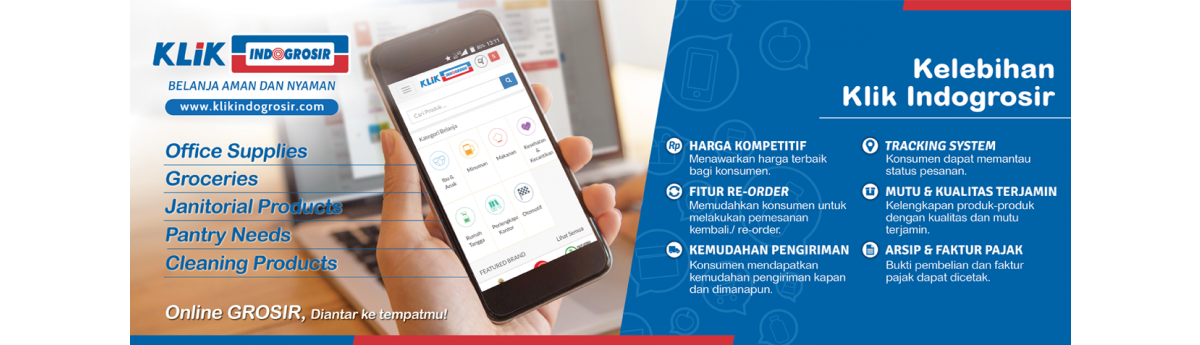 KLiK INDOGROSIR
BELANJA AMAN DAN NYAMAN
www.klikindogrosir.com
Office Supplies
Groceries
Janitorial Products
Pantry Needs
Cleaning Products
Online GROSIR, Diantar ke tempatmu!
80% 13:11
KLiK INDOGROSIR
Cari Produk ...
Kategori Belanja
Ibu & Anak
Minuman
Makanan
Kesehatan & Kecantikan
Rumah Tangga
Perlengkapan Kantor
Otomotif
Lihat Semua
FEATURED BRAND
Kelebihan
Klik Indogrosir
Rp HARGA KOMPETITIF
Menawarkan harga terbaik
bagi konsumen.
FITUR RE-ORDER
Memudahkan konsumen untuk
melakukan pemesanan
kembali./ re-order.
KEMUDAHAN PENGIRIMAN
Konsumen mendapatkan
kemudahan pengiriman kapan
dan dimanapun.
TRACKING SYSTEM
Konsumen dapat memantau
status pesanan.
MUTU & KUALITAS TERJAMIN
Kelengkapan produk-produk
dengan kualitas dan mutu
terjamin.
ARSIP & FAKTUR PAJAK
Bukti pembelian dan faktur
pajak dapat dicetak.